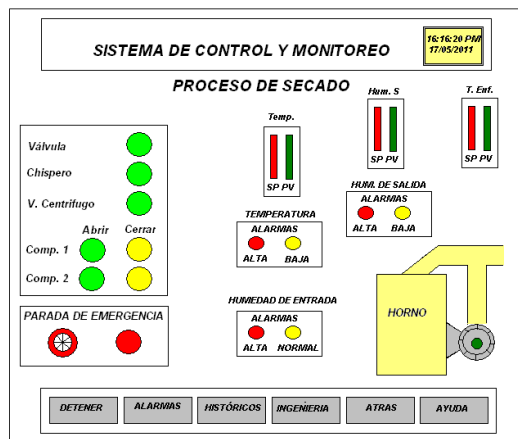 SISTEMA DE CONTROL Y MONITOREO
16:16:20 PM
17/05/2011
PROCESO DE SECADO
Temp.
SP PV
Hum. S
SP PV
T. Enf.
SP PV
Válvula
Chispero
V. Centrifugo
Abrir Cerrar
Comp. 1
Comp. 2
TEMPERATURA
ALARMAS
ALTA BAJA
HUM. DE SALIDA
ALARMAS
ALTA BAJA
PARADA DE EMERGENCIA
HUMEDAD DE ENTRADA
ALARMAS
ALTA NORMAL
HORNO
DETENER ALARMAS HISTÓRICOS INGENIERIA ATRAS AYUDA